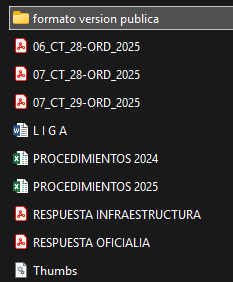 formato version publica
06_CT_28-ORD_2025
07_CT_28-ORD_2025
07_CT_29-ORD_2025
L I G A
PROCEDIMIENTOS 2024
PROCEDIMIENTOS 2025
RESPUESTA INFRAESTRUCTURA
RESPUESTA OFICIALIA
Thumbs